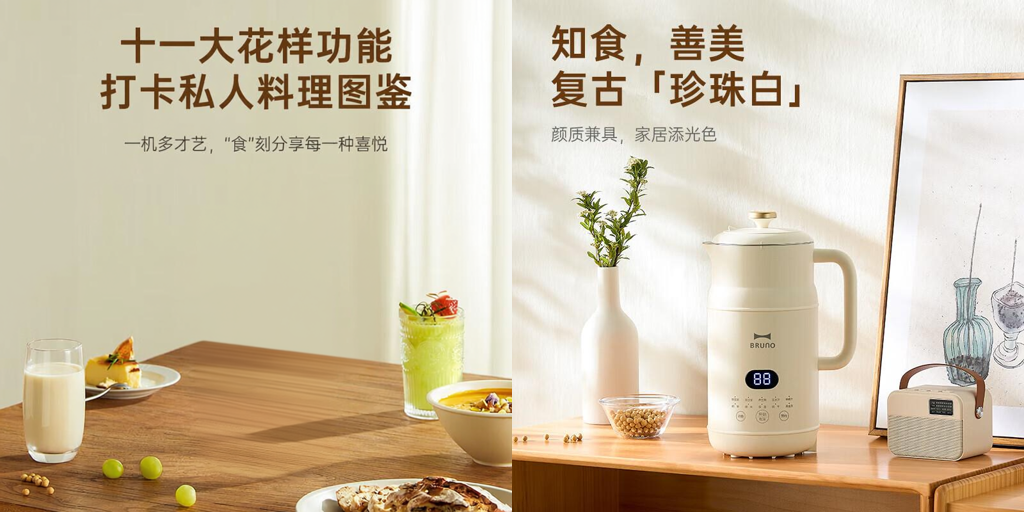 十一大花样功能
打卡私人料理图鉴
一机多才艺，“食”刻分享每一种喜悦
知食，善美
复古「珍珠白」
颜质兼具，家居添光色
BRUNO
88